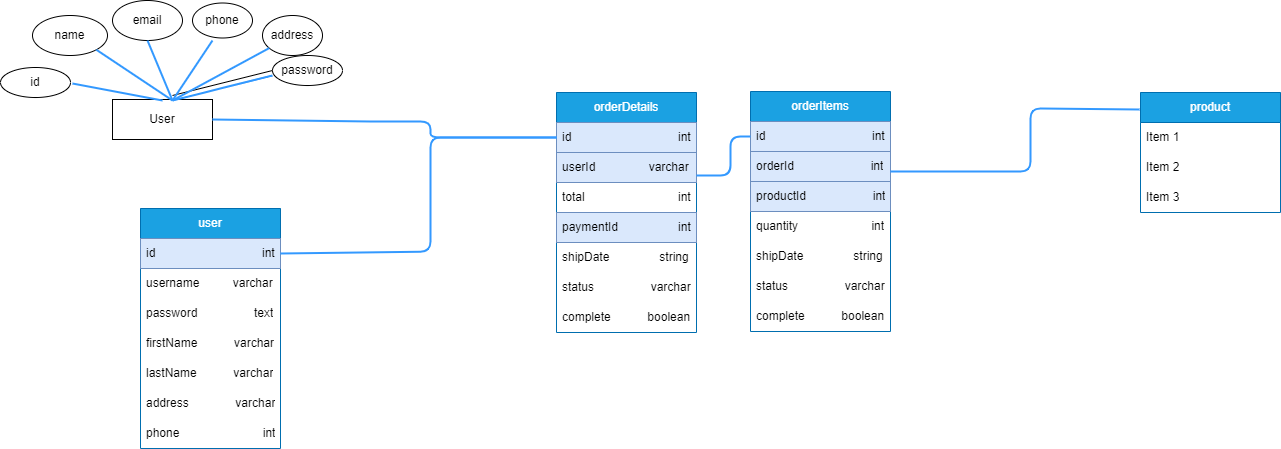 email
phone
name
address
password
id
User
user
id int
username varchar
password text
firstName varchar
lastName varchar
address varchar
phone int
orderDetails
id int
userId varchar
total int
paymentId int
shipDate string
status varchar
complete boolean
orderItems
id int
orderId int
productId int
quantity int
shipDate string
status varchar
complete boolean
product
Item 1
Item 2
Item 3